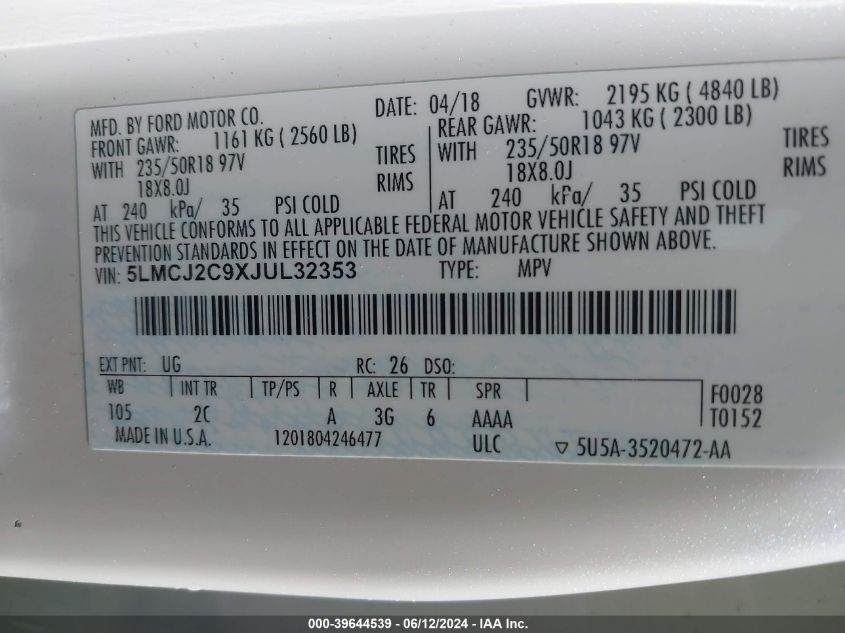 MFD. BY FORD MOTOR CO. DATE: 04/18 GVWR: 2195 KG ( 4840 LB)
FRONT GAWR: 1161 KG ( 2560 LB) REAR GAWR: 1043 KG ( 2300 LB)
WITH 235/50R18 97V TIRES WITH 235/50R18 97V TIRES
18X8.0J RIMS 18X8.0J RIMS
AT 240 kPa/ 35 PSI COLD AT 240 kPa/ 35 PSI COLD
THIS VEHICLE CONFORMS TO ALL APPLICABLE FEDERAL MOTOR VEHICLE SAFETY AND THEFT
PREVENTION STANDARDS IN EFFECT ON THE DATE OF MANUFACTURE SHOWN ABOVE.
VIN: 5LMCJ2C9XJUL32353 TYPE: MPV
EXT PNT: UG RC: 26 DSO:
WB INT TR TP/PS R AXLE TR SPR F0028
105 2C A 3G 6 AAAA T0152
MADE IN U.S.A. 1201804246477 ULC ▽ 5U5A-3520472-AA
000-39644539 - 06/12/2024 - IAA Inc.